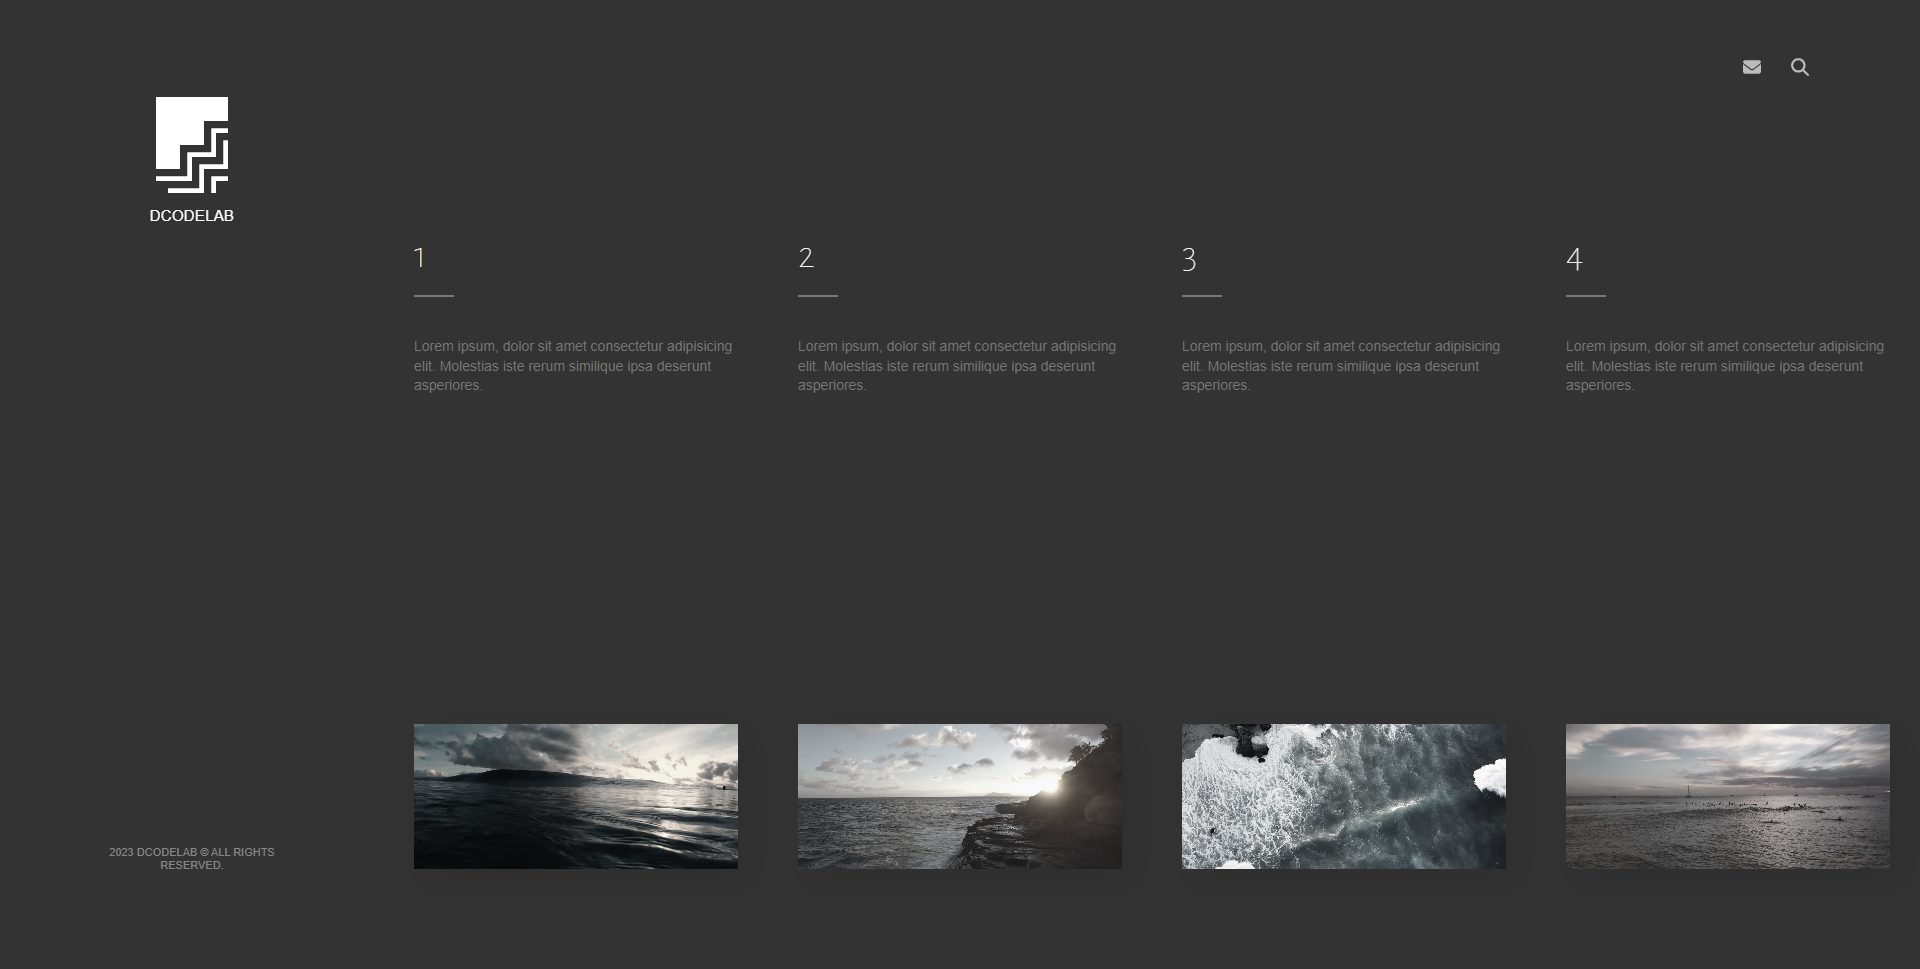 DCODELAB
1
Lorem ipsum, dolor sit amet consectetur adipisicing
elit. Molestias iste rerum similique ipsa deserunt
asperiores.
2
Lorem ipsum, dolor sit amet consectetur adipisicing
elit. Molestias iste rerum similique ipsa deserunt
asperiores.
3
Lorem ipsum, dolor sit amet consectetur adipisicing
elit. Molestias iste rerum similique ipsa deserunt
asperiores.
4
Lorem ipsum, dolor sit amet consectetur adipisicing
elit. Molestias iste rerum similique ipsa deserunt
asperiores.
2023 DCODELAB © ALL RIGHTS
RESERVED.